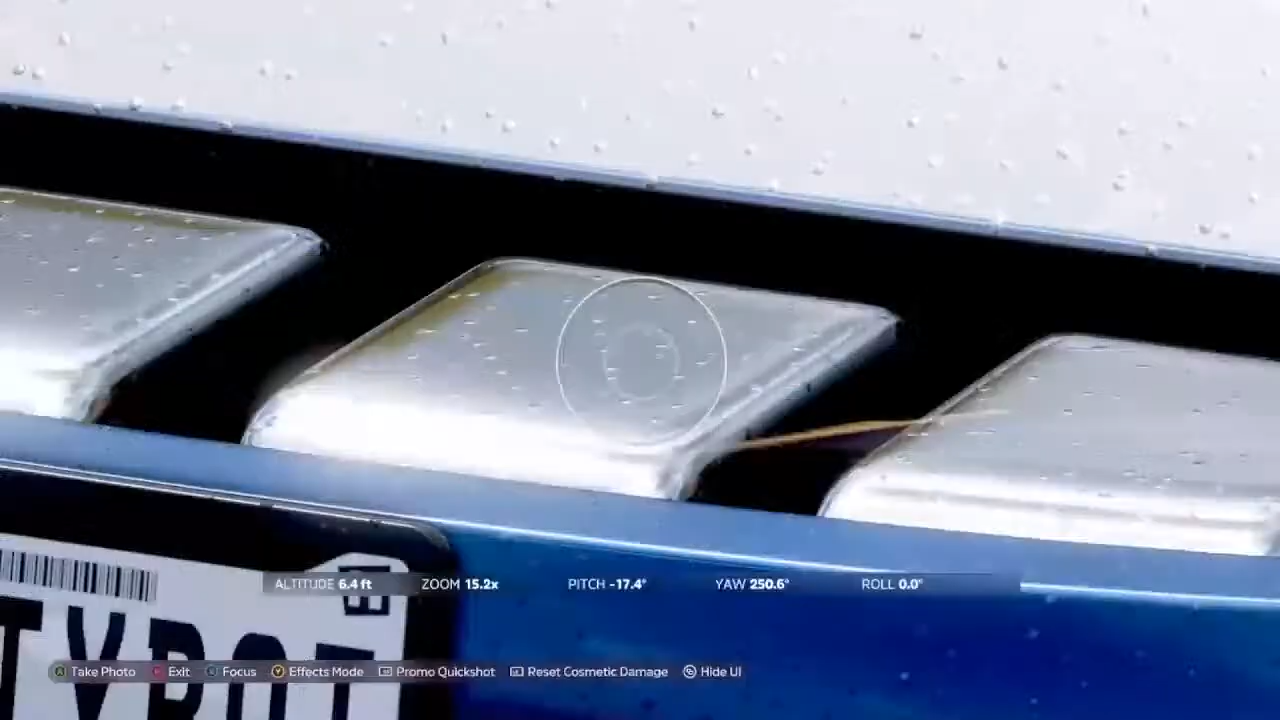 ALTITUDE 6.4 ft ZOOM 15.2x PITCH -17.4° YAW 250.6° ROLL 0.0°
Take Photo Exit Focus Effects Mode Promo Quickshot Reset Cosmetic Damage Hide UI